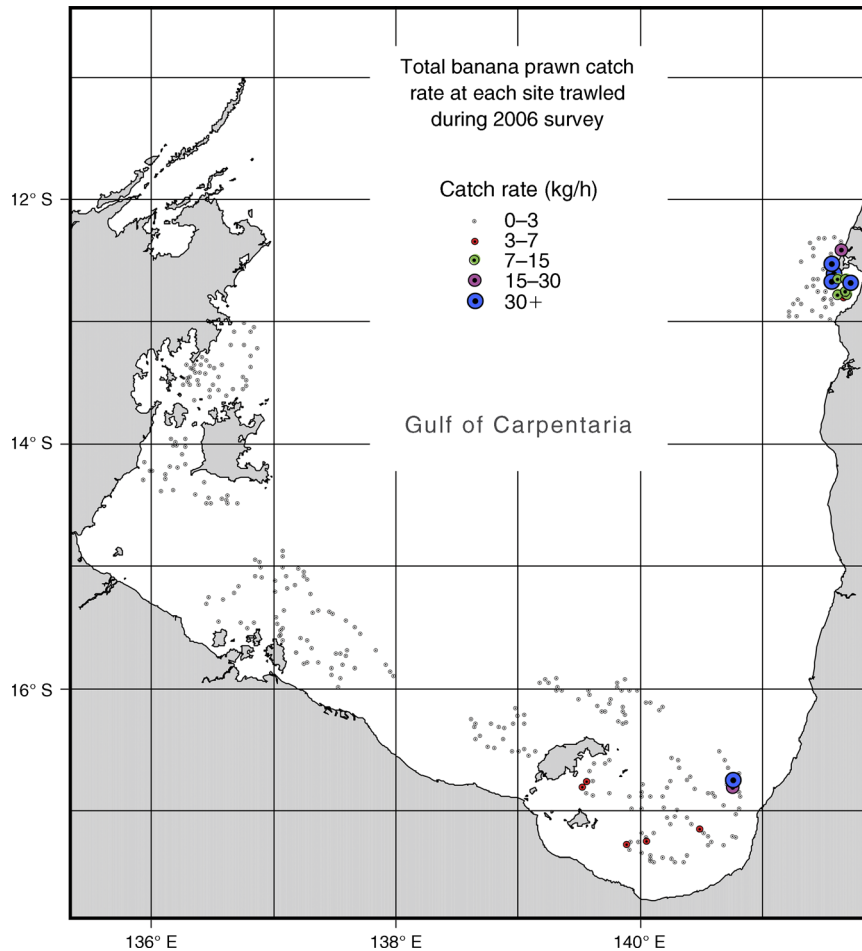 Total banana prawn catch
rate at each site trawled
during 2006 survey
12° S
Catch rate (kg/h)
0–3
3–7
7–15
15–30
30+
Gulf of Carpentaria
14° S
16° S
136° E
138° E
140° E